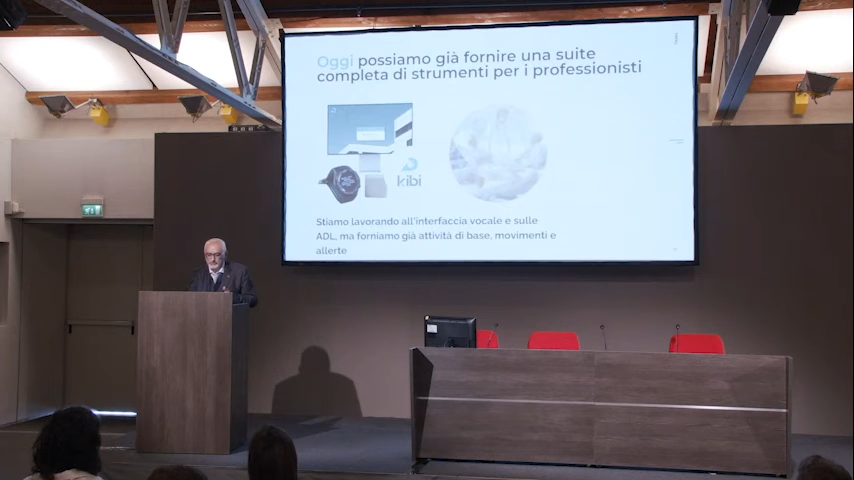 Oggi possiamo già fornire una suite
completa di strumenti per i professionisti
kibi
Stiamo lavorando all'interfaccia vocale e sulle
ADL, ma forniamo già attività di base, movimenti e
allerte